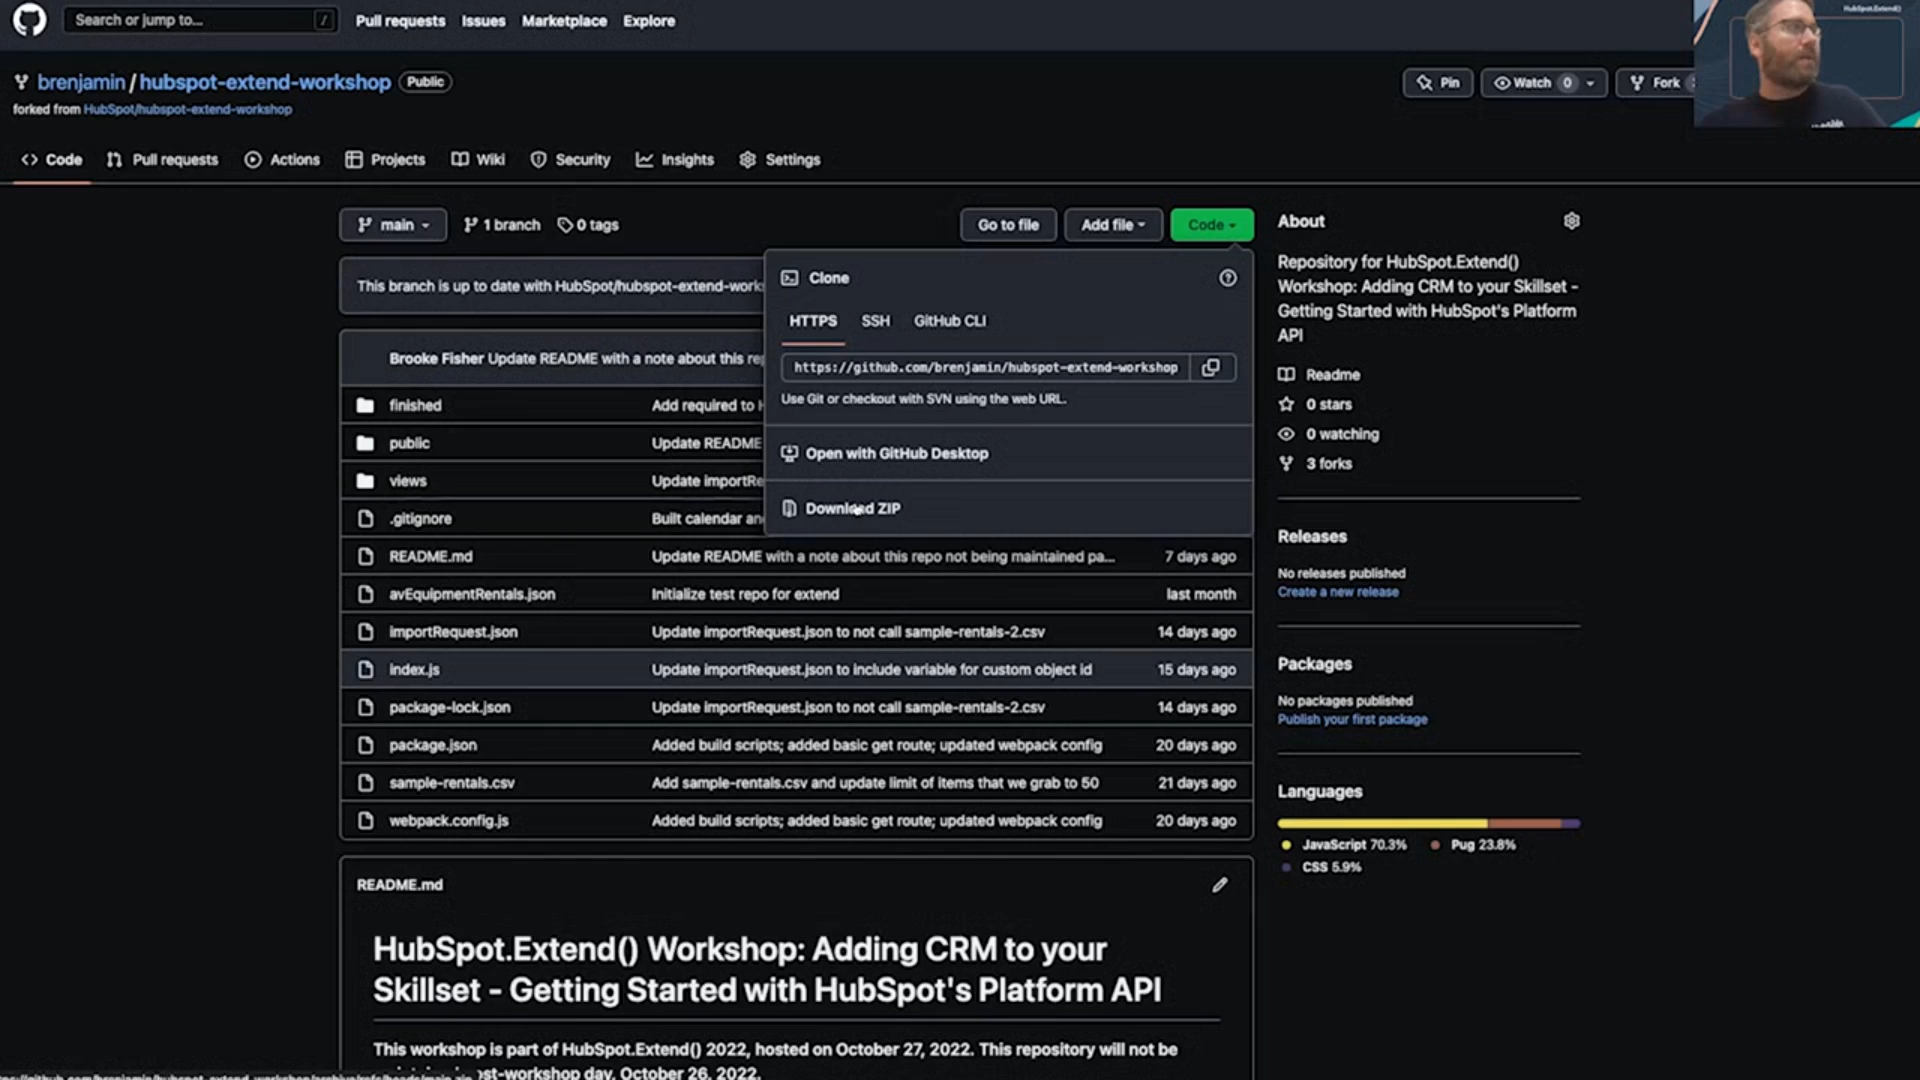 Search or jump to...
/
Pull requests
Issues
Marketplace
Explore
HubSpot.Extend()
brenjamin / hubspot-extend-workshop
Public
forked from HubSpot/hubspot-extend-workshop
Pin
Watch 0
Fork
Code
Pull requests
Actions
Projects
Wiki
Security
Insights
Settings
main
1 branch
0 tags
Go to file
Add file
Code
This branch is up to date with HubSpot/hubspot-extend-work
Clone
HTTPS
SSH
GitHub CLI
https://github.com/brenjamin/hubspot-extend-workshop
Use Git or checkout with SVN using the web URL.
Open with GitHub Desktop
Download ZIP
Brooke Fisher Update README with a note about this rep
finished
Add required to
public
Update README
views
Update importRe
.gitignore
Built calendar an
README.md
Update README with a note about this repo not being maintained pa...
7 days ago
avEquipmentRentals.json
Initialize test repo for extend
last month
importRequest.json
Update importRequest.json to not call sample-rentals-2.csv
14 days ago
index.js
Update importRequest.json to include variable for custom object id
15 days ago
package-lock.json
Update importRequest.json to not call sample-rentals-2.csv
14 days ago
package.json
Added build scripts; added basic get route; updated webpack config
20 days ago
sample-rentals.csv
Add sample-rentals.csv and update limit of items that we grab to 50
21 days ago
webpack.config.js
Added build scripts; added basic get route; updated webpack config
20 days ago
README.md
HubSpot.Extend() Workshop: Adding CRM to your
Skillset - Getting Started with HubSpot's Platform API
This workshop is part of HubSpot.Extend() 2022, hosted on October 27, 2022. This repository will not be
st-workshop day, October 26, 2022.
About
Repository for HubSpot.Extend()
Workshop: Adding CRM to your Skillset -
Getting Started with HubSpot's Platform
API
Readme
0 stars
0 watching
3 forks
Releases
No releases published
Create a new release
Packages
No packages published
Publish your first package
Languages
JavaScript 70.3%
Pug 23.8%
CSS 5.9%